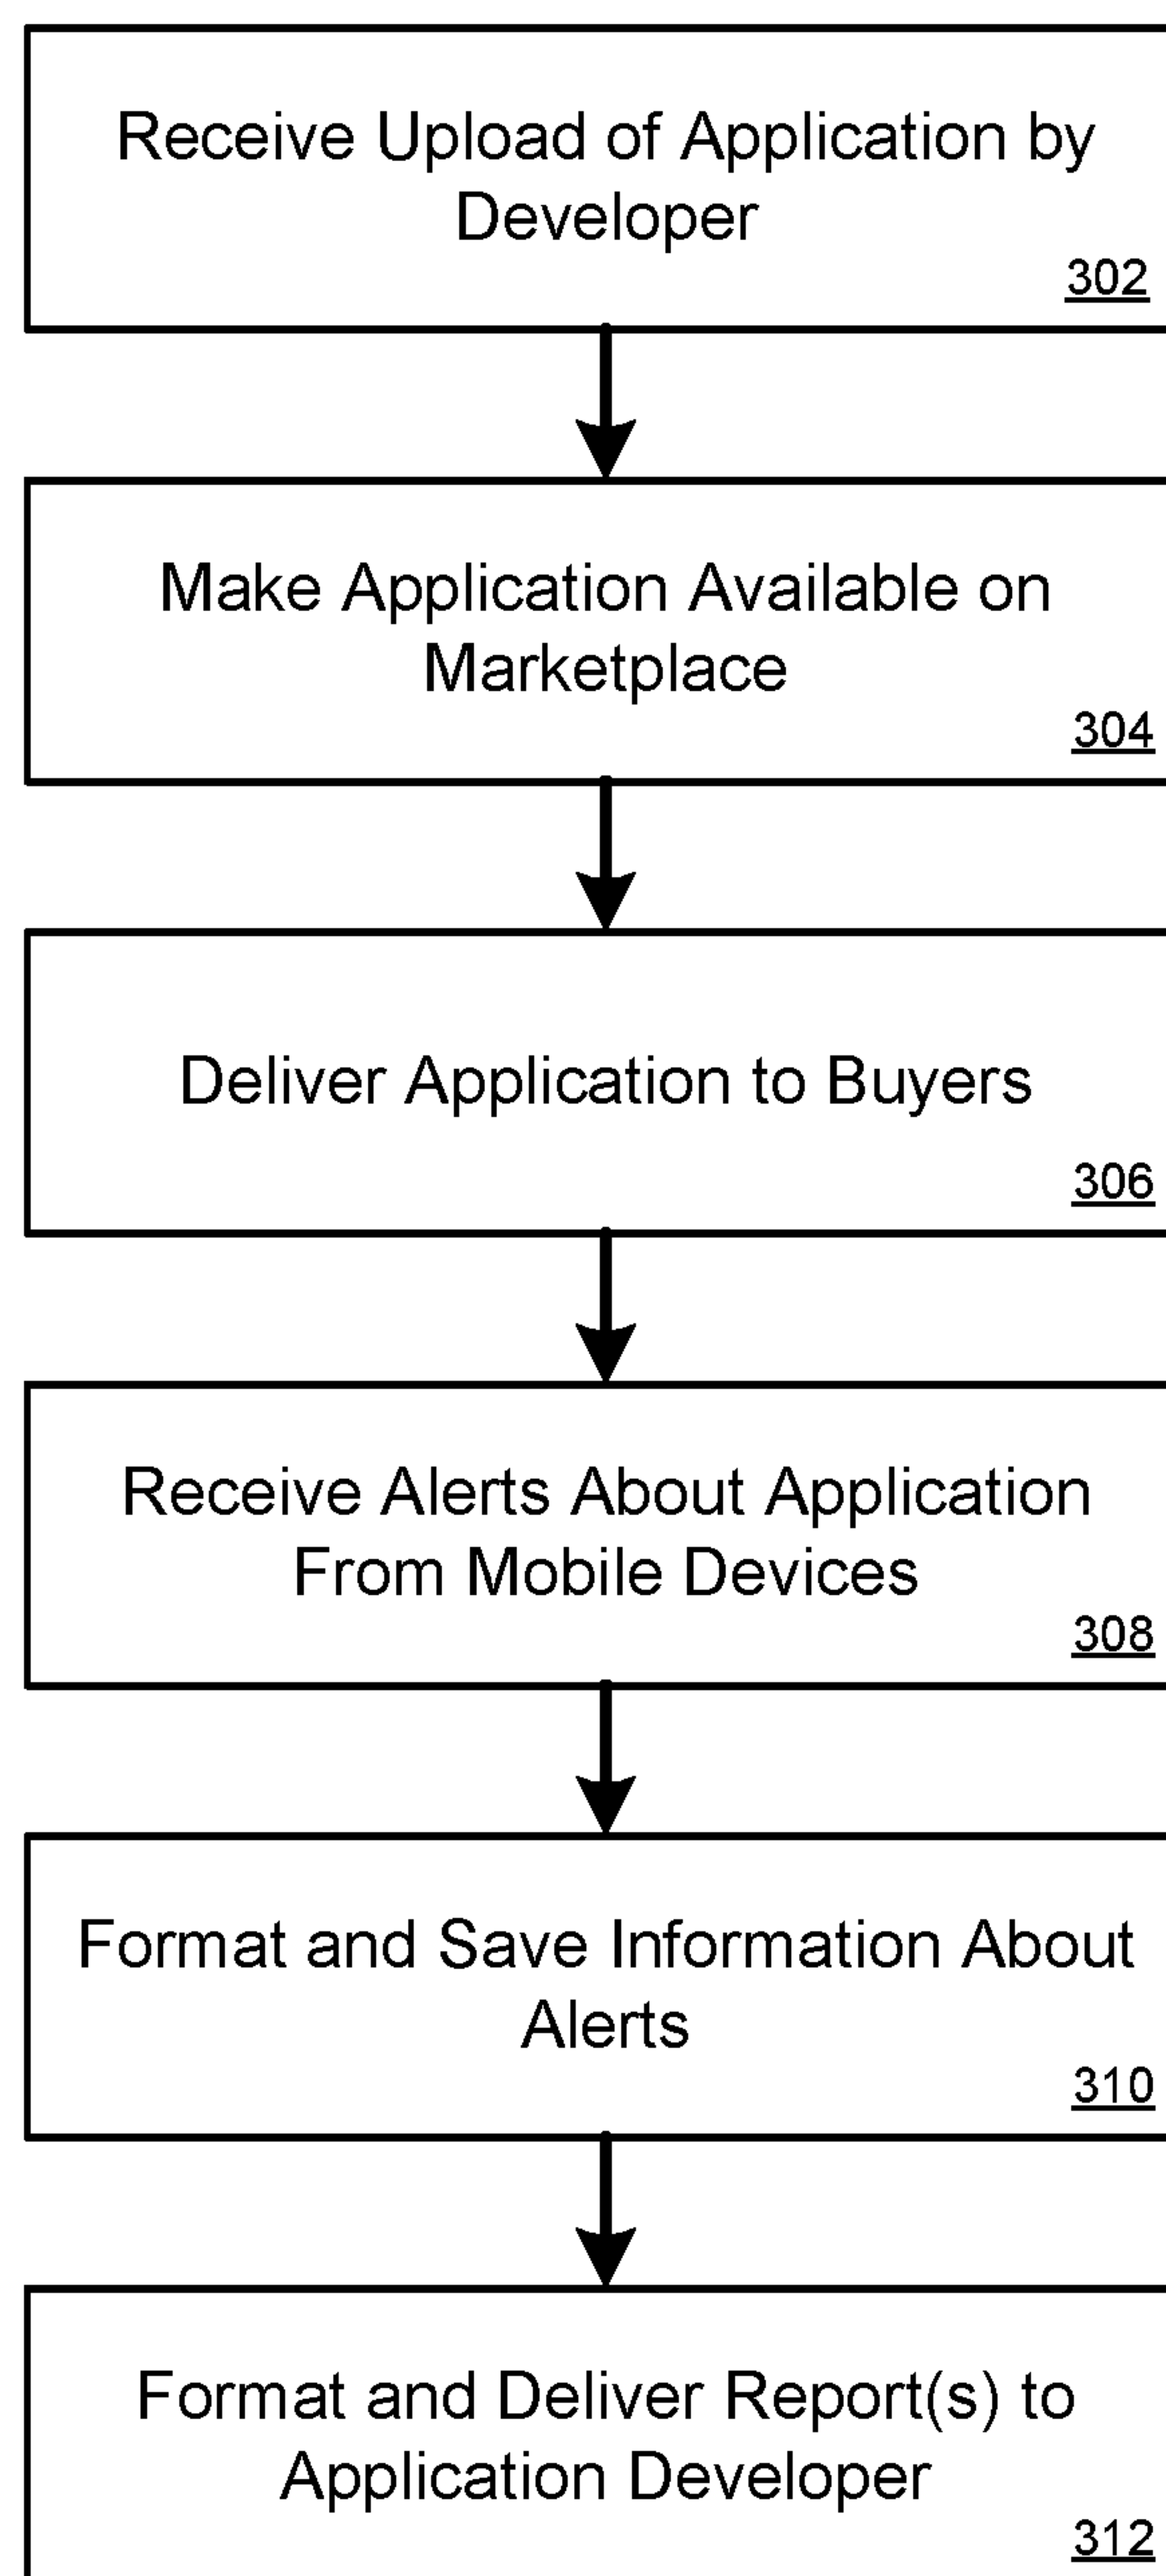 Receive Upload of Application by
Developer
302
Make Application Available on
Marketplace
304
Deliver Application to Buyers
306
Receive Alerts About Application
From Mobile Devices
308
Format and Save Information About
Alerts
310
Format and Deliver Report(s) to
Application Developer
312